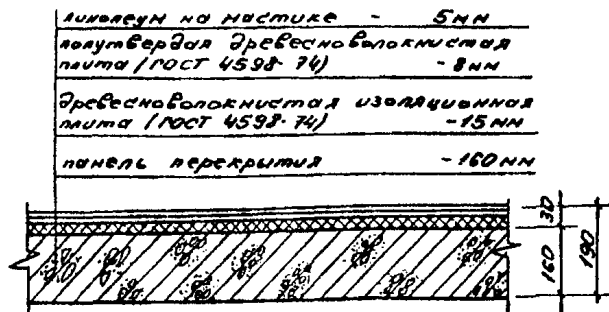 линолеум на мастике - 5мм
полутвердая древесноволокнистая
плита (ГОСТ 4598-74) -8мм
древесноволокнистая изоляционная
плита (ГОСТ 4598-74) -15мм
панель перекрытия -160мм
30
160
190